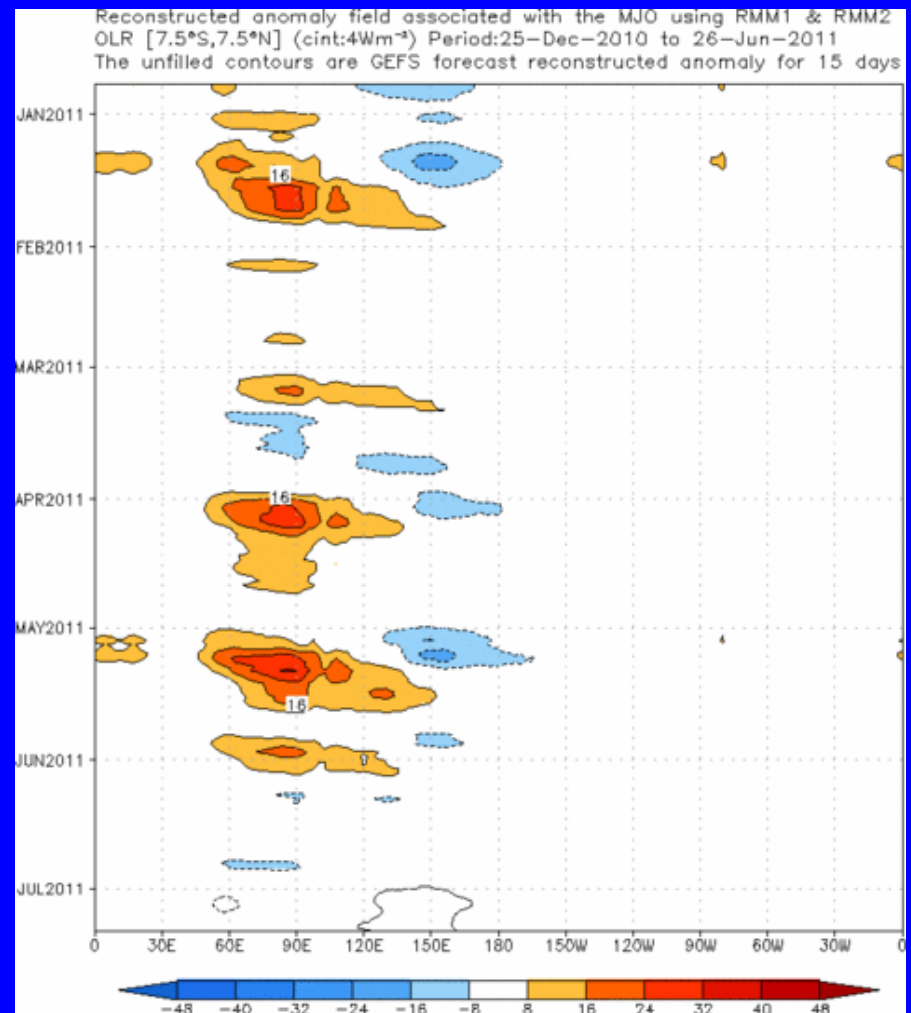 Reconstructed anomaly field associated with the MJO using RMM1 & RMM2
OLR [7.5°S,7.5°N] (cint:4Wm⁻²) Period:25-Dec-2010 to 26-Jun-2011
The unfilled contours are GEFS forecast reconstructed anomaly for 15 days
JAN2011
16
FEB2011
MAR2011
APR2011
16
MAY2011
16
JUN2011
JUL2011
0 30E 60E 90E 120E 150E 180 150W 120W 90W 60W 30W 0
-48 -40 -32 -24 -16 -8 8 16 24 32 40 48